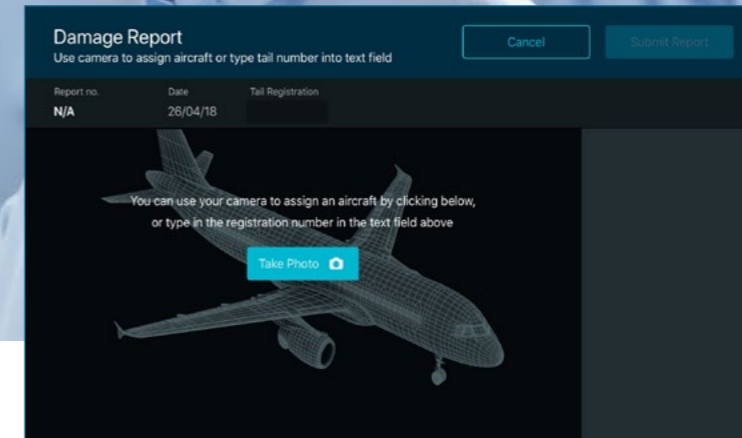 Damage Report
Use camera to assign aircraft or type tail number into text field
Cancel
Submit Report
Report no.
Date
Tail Registration
N/A
26/04/18
You can use your camera to assign an aircraft by clicking below,
or type in the registration number in the text field above
Take Photo